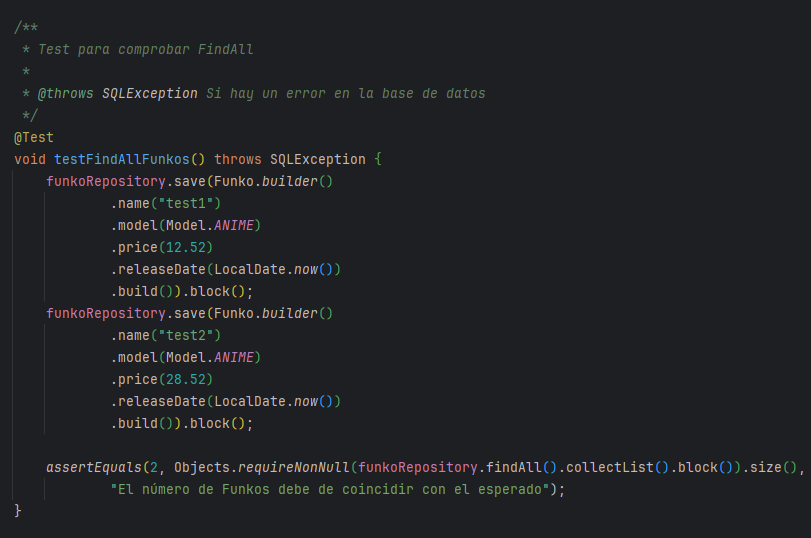 /**
 * Test para comprobar FindAll
 *
 * @throws SQLException Si hay un error en la base de datos
 */
@Test
void testFindAllFunkos() throws SQLException {
    funkoRepository.save(Funko.builder()
            .name("test1")
            .model(Model.ANIME)
            .price(12.52)
            .releaseDate(LocalDate.now())
            .build()).block();
    funkoRepository.save(Funko.builder()
            .name("test2")
            .model(Model.ANIME)
            .price(28.52)
            .releaseDate(LocalDate.now())
            .build()).block();

    assertEquals(2, Objects.requireNonNull(funkoRepository.findAll().collectList().block()).size(),
            "El número de Funkos debe de coincidir con el esperado");
}